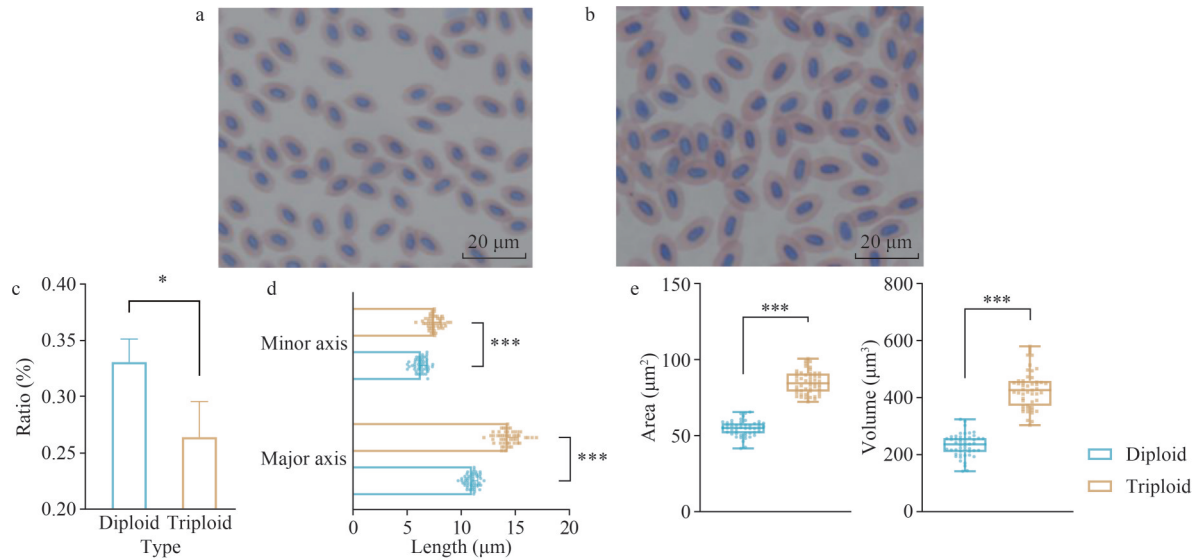 a
20 μm
b
20 μm
c
0.40
0.35
0.30
0.25
0.20
Ratio (%)
*
Diploid
Triploid
Type
d
Minor axis
Major axis
***
***
0
5
10
15
20
Length (μm)
e
150
100
50
0
Area (μm²)
***
800
600
400
200
0
Volume (μm³)
***
Diploid
Triploid